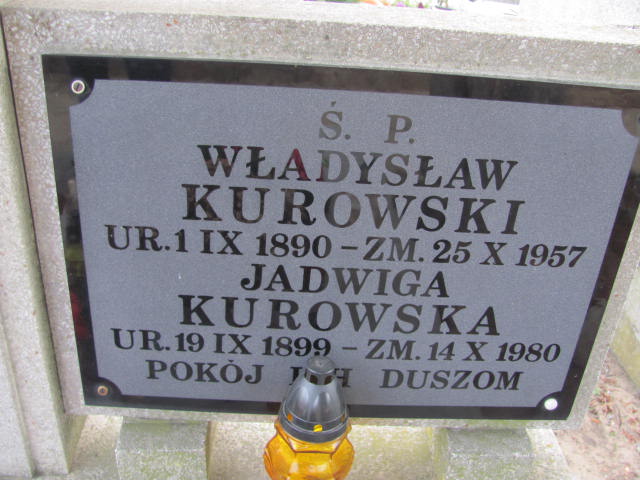 Ś. P.
WŁADYSŁAW
KUROWSKI
UR. 1 IX 1890 – ZM. 25 X 1957
JADWIGA
KUROWSKA
UR. 19 IX 1899 – ZM. 14 X 1980
POKÓJ DUSZOM